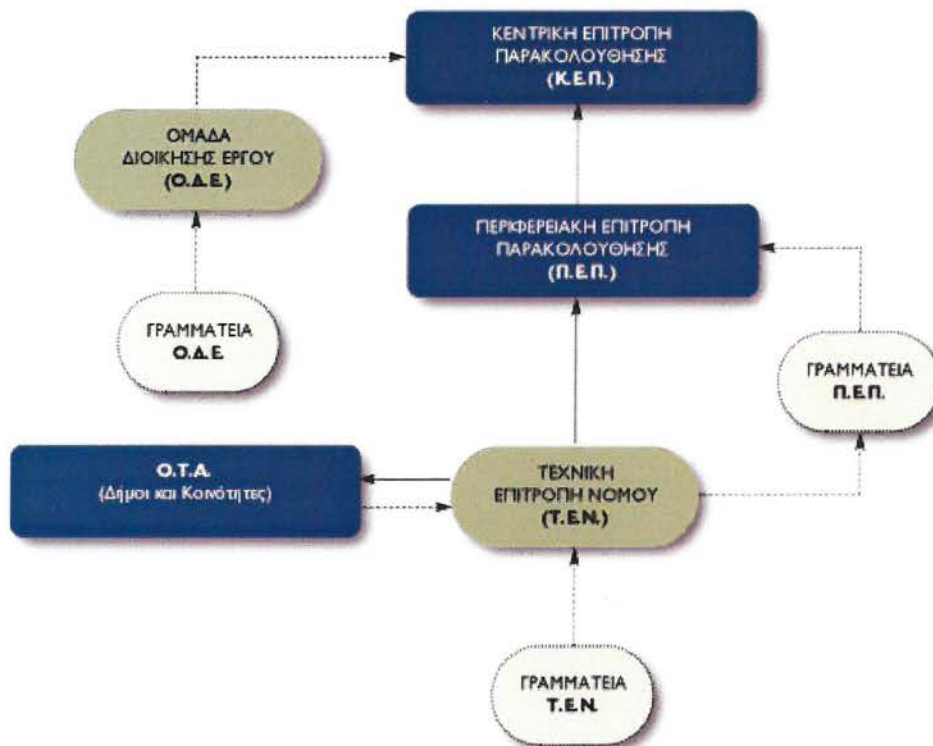 ΚΕΝΤΡΙΚΗ ΕΠΙΤΡΟΠΗ
ΠΑΡΑΚΟΛΟΥΘΗΣΗΣ
(Κ.Ε.Π.)
ΟΜΑΔΑ
ΔΙΟΙΚΗΣΗΣ ΕΡΓΟΥ
(Ο.Δ.Ε.)
ΠΕΡΙΦΕΡΕΙΑΚΗ ΕΠΙΤΡΟΠΗ
ΠΑΡΑΚΟΛΟΥΘΗΣΗΣ
(Π.Ε.Π.)
ΓΡΑΜΜΑΤΕΙΑ
Ο.Δ.Ε.
ΓΡΑΜΜΑΤΕΙΑ
Π.Ε.Π.
Ο.Τ.Α.
(Δήμοι και Κοινότητες)
ΤΕΧΝΙΚΗ
ΕΠΙΤΡΟΠΗ ΝΟΜΟΥ
(Τ.Ε.Ν.)
ΓΡΑΜΜΑΤΕΙΑ
Τ.Ε.Ν.